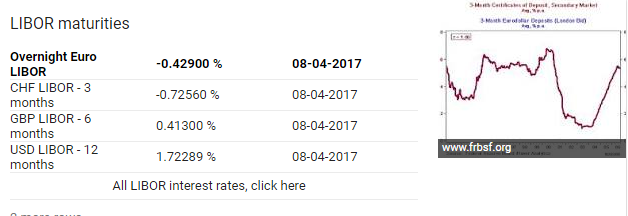 LIBOR maturities
Overnight Euro
LIBOR
-0.42900 %
08-04-2017
CHF LIBOR - 3
months
-0.72560 %
08-04-2017
GBP LIBOR - 6
months
0.41300 %
08-04-2017
USD LIBOR - 12
months
1.72289 %
08-04-2017
All LIBOR interest rates, click here
3-Month Certificates of Deposit, Secondary Market
Avg, % p.a.
3-Month Eurodollar Deposits (London Bid)
Avg, % p.a.
www.frbsf.org